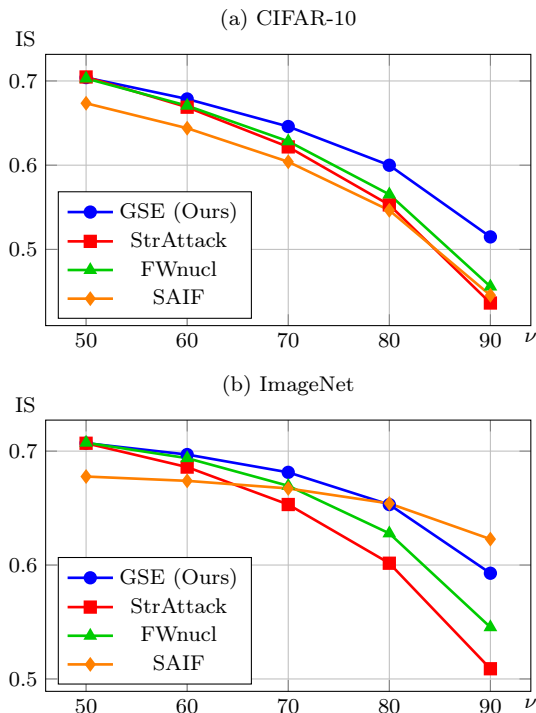 (a) CIFAR-10
IS
0.7
0.6
0.5
GSE (Ours)
StrAttack
FWnucl
SAIF
50 60 70 80 90 ν
(b) ImageNet
IS
0.7
0.6
0.5
GSE (Ours)
StrAttack
FWnucl
SAIF
50 60 70 80 90 ν